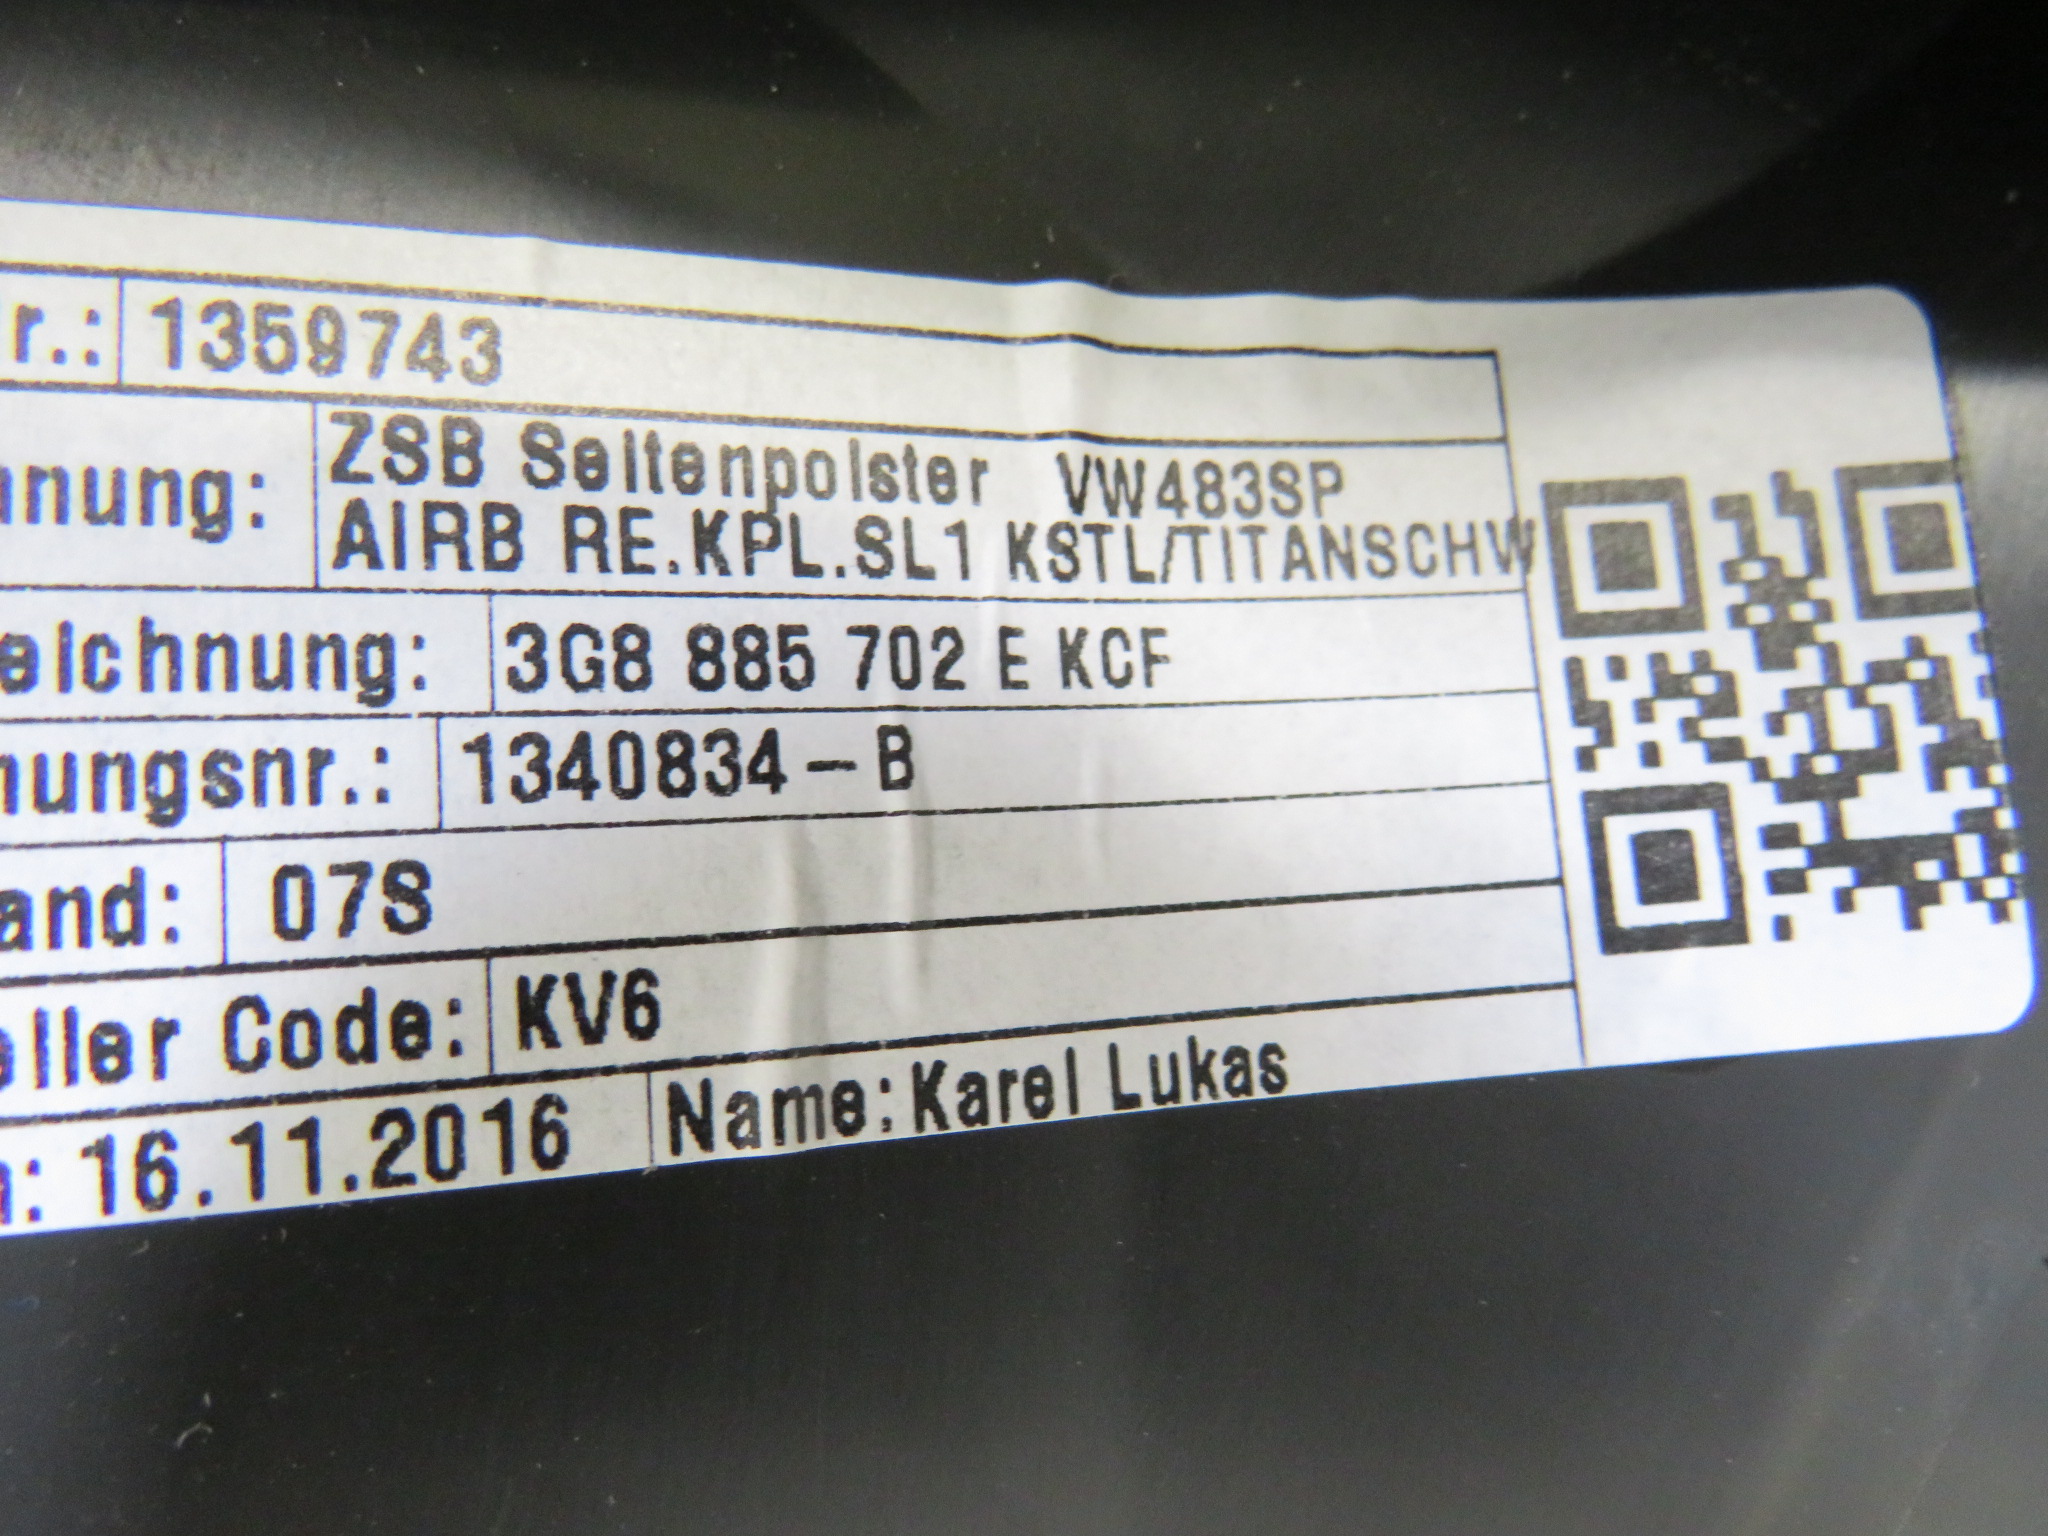 r.: 1359743
nnung: ZSB Seitenpolster VW483SP
AIRB RE.KPL.SL1 KSTL/TITANSCHW
eichnung: 3G8 885 702 E KCF
nungsnr.: 1340834-B
and: 07S
eller Code: KV6
n: 16.11.2016 Name: Karel Lukas